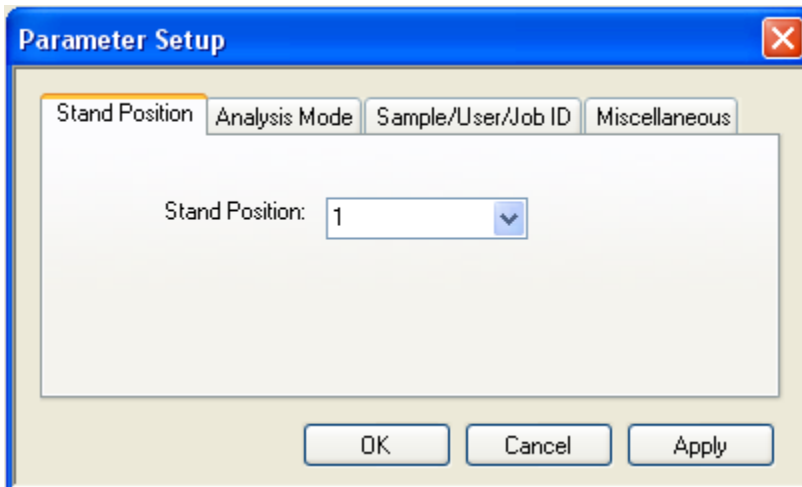 Parameter Setup
Stand Position Analysis Mode Sample/User/Job ID Miscellaneous
Stand Position: 1
OK Cancel Apply